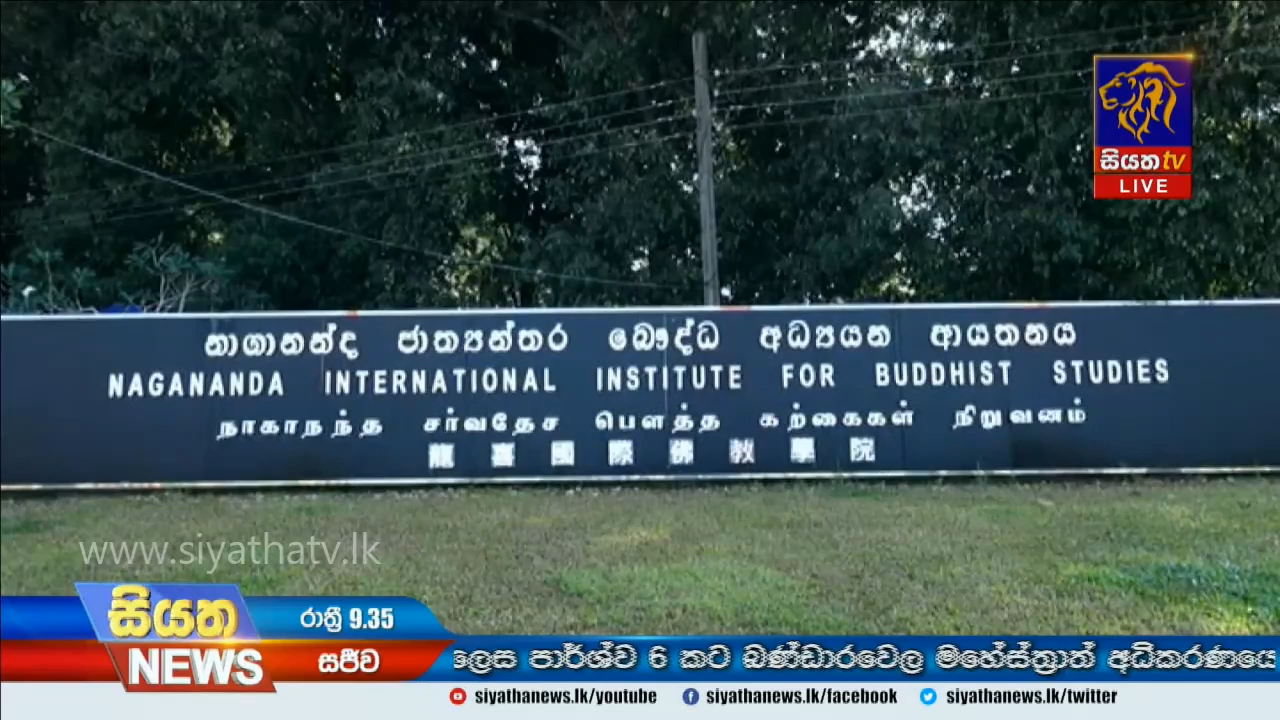 සියත tv
LIVE
නාගානන්ද ජාත්‍යන්තර බෞද්ධ අධ්‍යයන ආයතනය
NAGANANDA INTERNATIONAL INSTITUTE FOR BUDDHIST STUDIES
நாகாநந்த சர்வதேச பௌத்த கற்கைகள் நிறுவனம்
龍喜國際佛教學院
www.siyathatv.lk
සියත
NEWS
රාත්‍රී 9.35
සජීව
ලෙස පාර්ශ්ව 6 කට බණ්ඩාරවෙල මහේස්ත්‍රාත් අධිකරණයෙ
siyathanews.lk/youtube siyathanews.lk/facebook siyathanews.lk/twitter